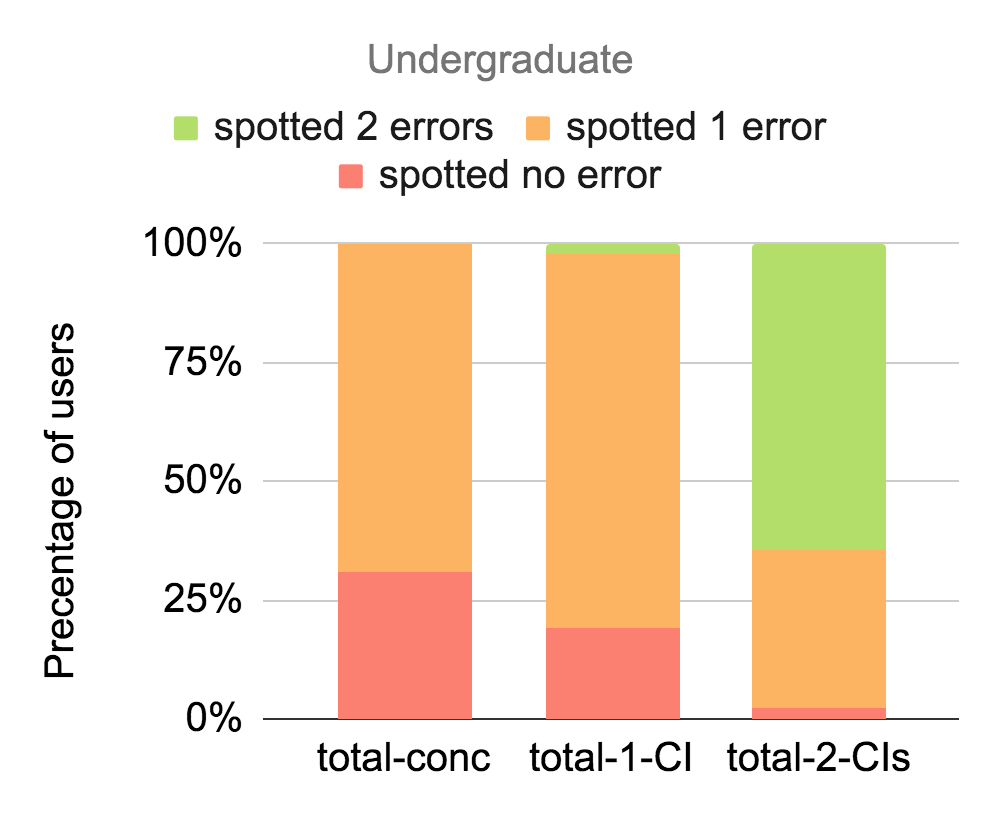 Undergraduate
spotted 2 errors spotted 1 error
spotted no error
100%
75%
50%
25%
0%
Precentage of users
total-conc total-1-CI total-2-CIs